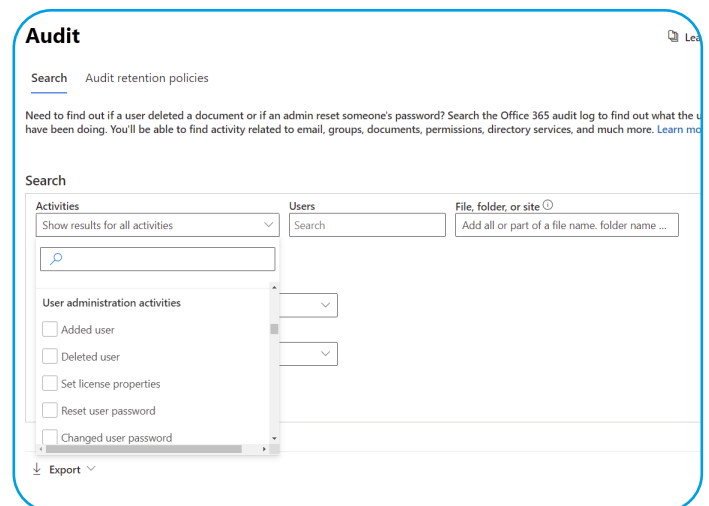 Audit
Lea
Search Audit retention policies
Need to find out if a user deleted a document or if an admin reset someone's password? Search the Office 365 audit log to find out what the u
have been doing. You'll be able to find activity related to email, groups, documents, permissions, directory services, and much more. Learn mo
Search
Activities Users File, folder, or site
Show results for all activities Search Add all or part of a file name. folder name ...
User administration activities
Added user
Deleted user
Set license properties
Reset user password
Changed user password
Export